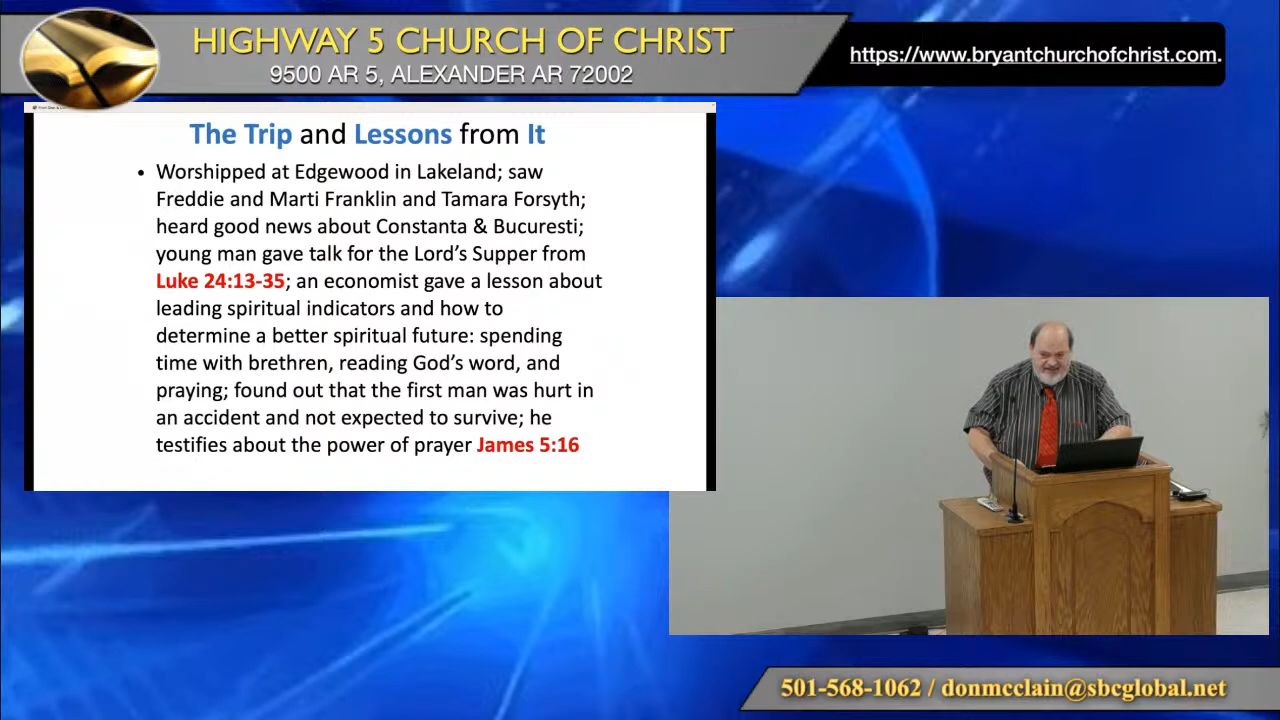 HIGHWAY 5 CHURCH OF CHRIST
9500 AR 5, ALEXANDER AR 72002
https://www.bryantchurchofchrist.com.
The Trip and Lessons from It
• Worshipped at Edgewood in Lakeland; saw
Freddie and Marti Franklin and Tamara Forsyth;
heard good news about Constanta & Bucuresti;
young man gave talk for the Lord's Supper from
Luke 24:13-35; an economist gave a lesson about
leading spiritual indicators and how to
determine a better spiritual future: spending
time with brethren, reading God's word, and
praying; found out that the first man was hurt in
an accident and not expected to survive; he
testifies about the power of prayer James 5:16
501-568-1062 / donmcclain@sbcglobal.net